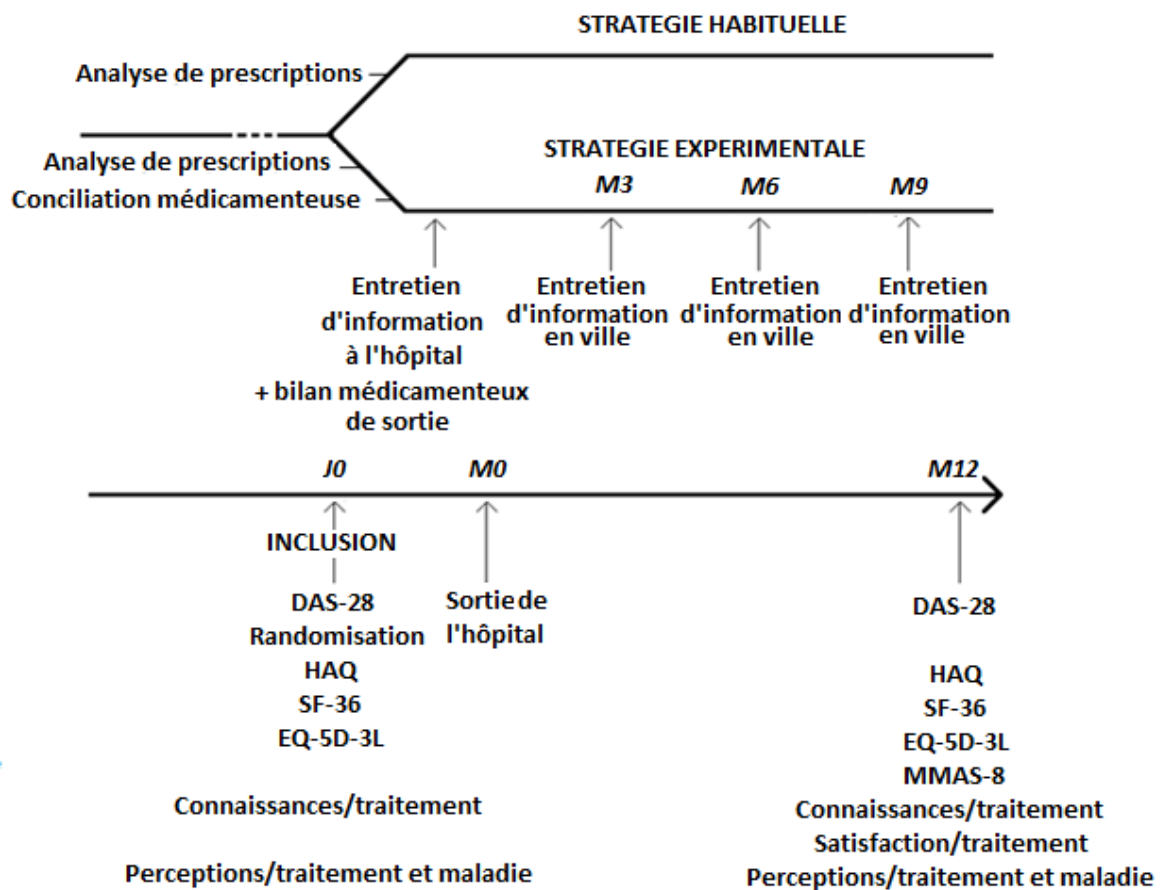 STRATEGIE HABITUELLE
Analyse de prescriptions
Analyse de prescriptions
Conciliation médicamenteuse
STRATEGIE EXPERIMENTALE
M3
M6
M9
Entretien
d'information
à l'hôpital
+ bilan médicamenteux
de sortie
Entretien
d'information
en ville
Entretien
d'information
en ville
Entretien
d'information
en ville
J0
M0
M12
INCLUSION
DAS-28
Randomisation
HAQ
SF-36
EQ-5D-3L
Connaissances/traitement
Perceptions/traitement et maladie
Sortie de
l'hôpital
DAS-28
HAQ
SF-36
EQ-5D-3L
MMAS-8
Connaissances/traitement
Satisfaction/traitement
Perceptions/traitement et maladie